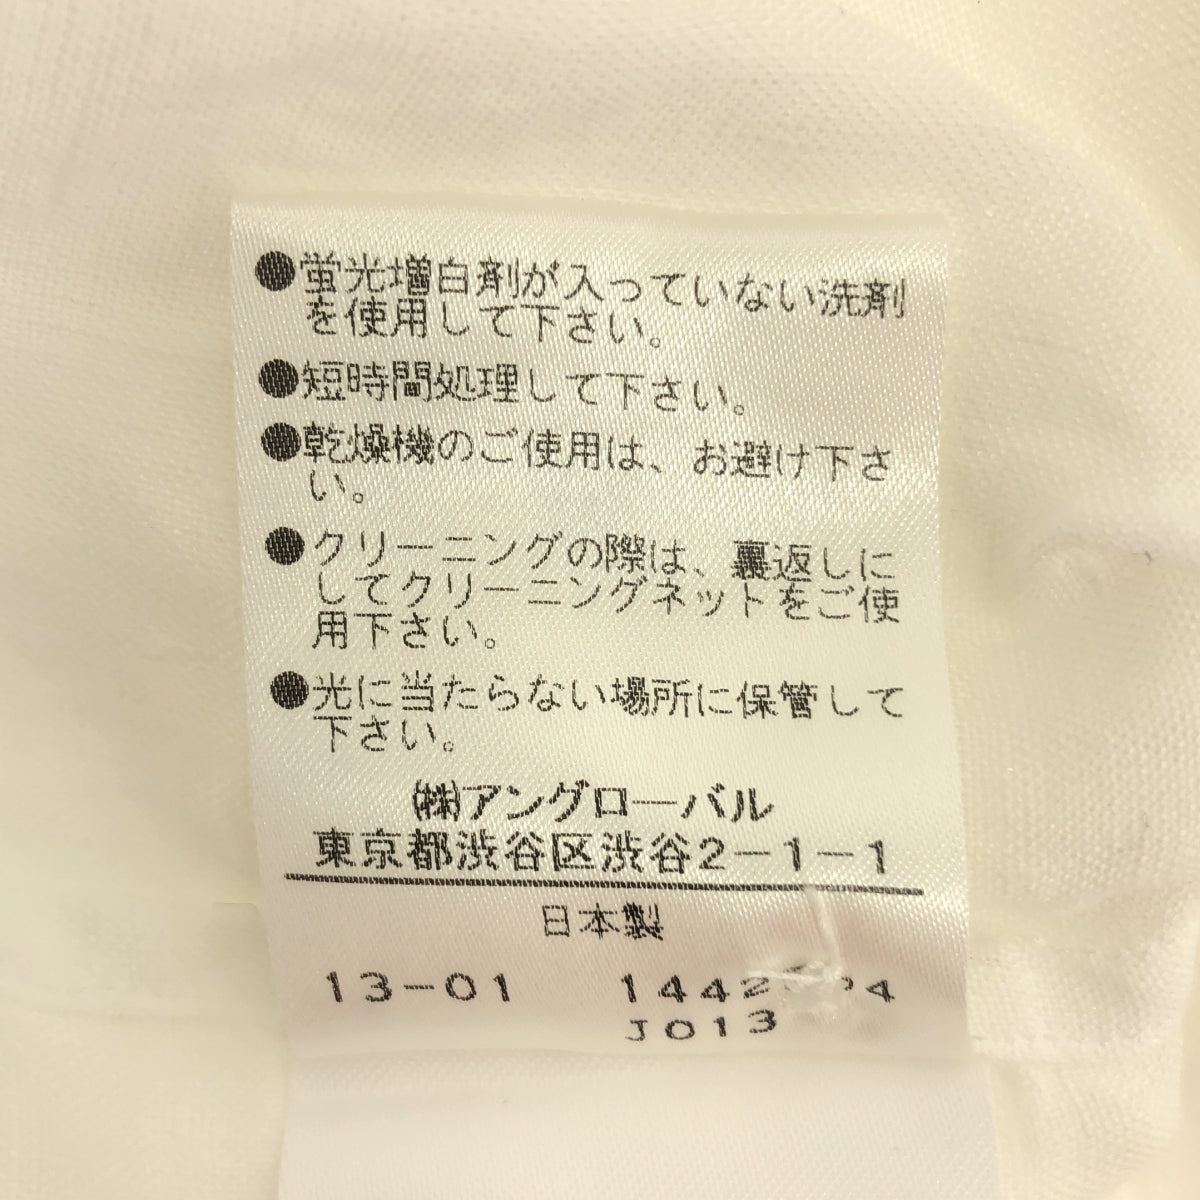 ●蛍光増白剤が入っていない洗剤
を使用して下さい。
●短時間処理して下さい。
●乾燥機のご使用は、お避け下さ
い。
●クリーニングの際は、裏返しに
してクリーニングネットをご使
用下さい。
●光に当たらない場所に保管して
下さい。
(株)アングローバル
東京都渋谷区渋谷2-1-1
日本製
13-01
J013